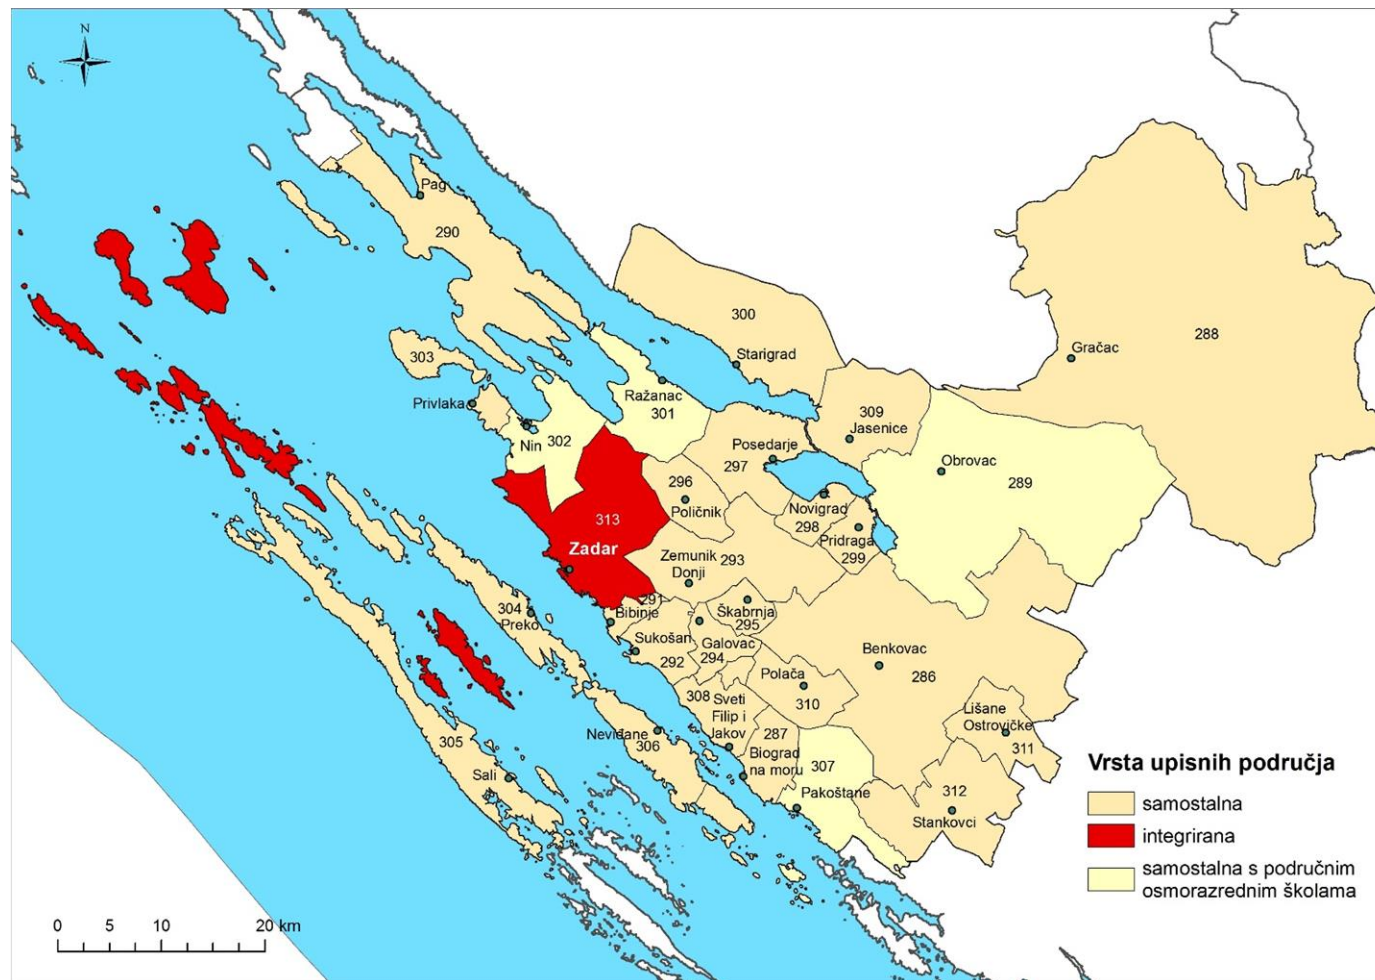 N
Pag
290
300
288
Starigrad
Gračac
303
Ražanac
301
Privlaka
309
Jasenice
Nin
302
Posedarje
297
Obrovac
289
296
Poličnik
Novigrad
298
313
Pridraga
299
Zadar
Zemunik
Donji
293
291
Bibinje
Škabrnja
295
304
Preko
Sukošan
292
Galovac
294
Benkovac
286
Polača
310
308
Sveti
Filip i
Jakov
Lišane
Ostrovičke
311
287
Biograd
na moru
Neviđane
306
305
Sali
307
Pakoštane
312
Stankovci
Vrsta upisnih područja
samostalna
integrirana
samostalna s područnim
osmorazrednim školama
0 5 10 20 km